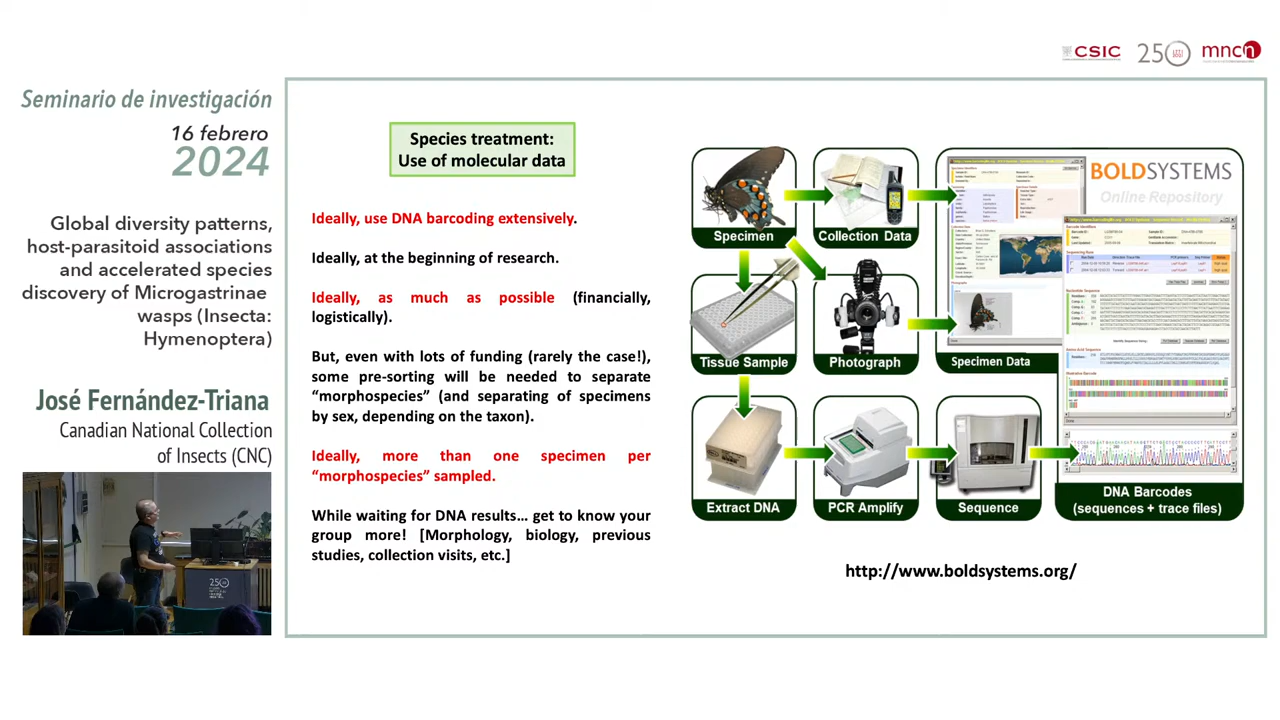 CSIC
250
mncn
Seminario de investigación
16 febrero
2024
Global diversity patterns,
host-parasitoid associations
and accelerated species
discovery of Microgastrinae
wasps (Insecta:
Hymenoptera)
José Fernández-Triana
Canadian National Collection
of Insects (CNC)
Species treatment:
Use of molecular data
Ideally, use DNA barcoding extensively.
Ideally, at the beginning of research.
Ideally, as much as possible (financially,
logistically).
But, even with lots of funding (rarely the case!),
some pre-sorting will be needed to separate
“morphospecies” (and separating of specimens
by sex, depending on the taxon).
Ideally, more than one specimen per
“morphospecies” sampled.
While waiting for DNA results… get to know your
group more! [Morphology, biology, previous
studies, collection visits, etc.]
Specimen
Collection Data
BOLDSYSTEMS
Online Repository
Tissue Sample
Photograph
Specimen Data
Extract DNA
PCR Amplify
Sequence
DNA Barcodes
(sequences + trace files)
http://www.boldsystems.org/